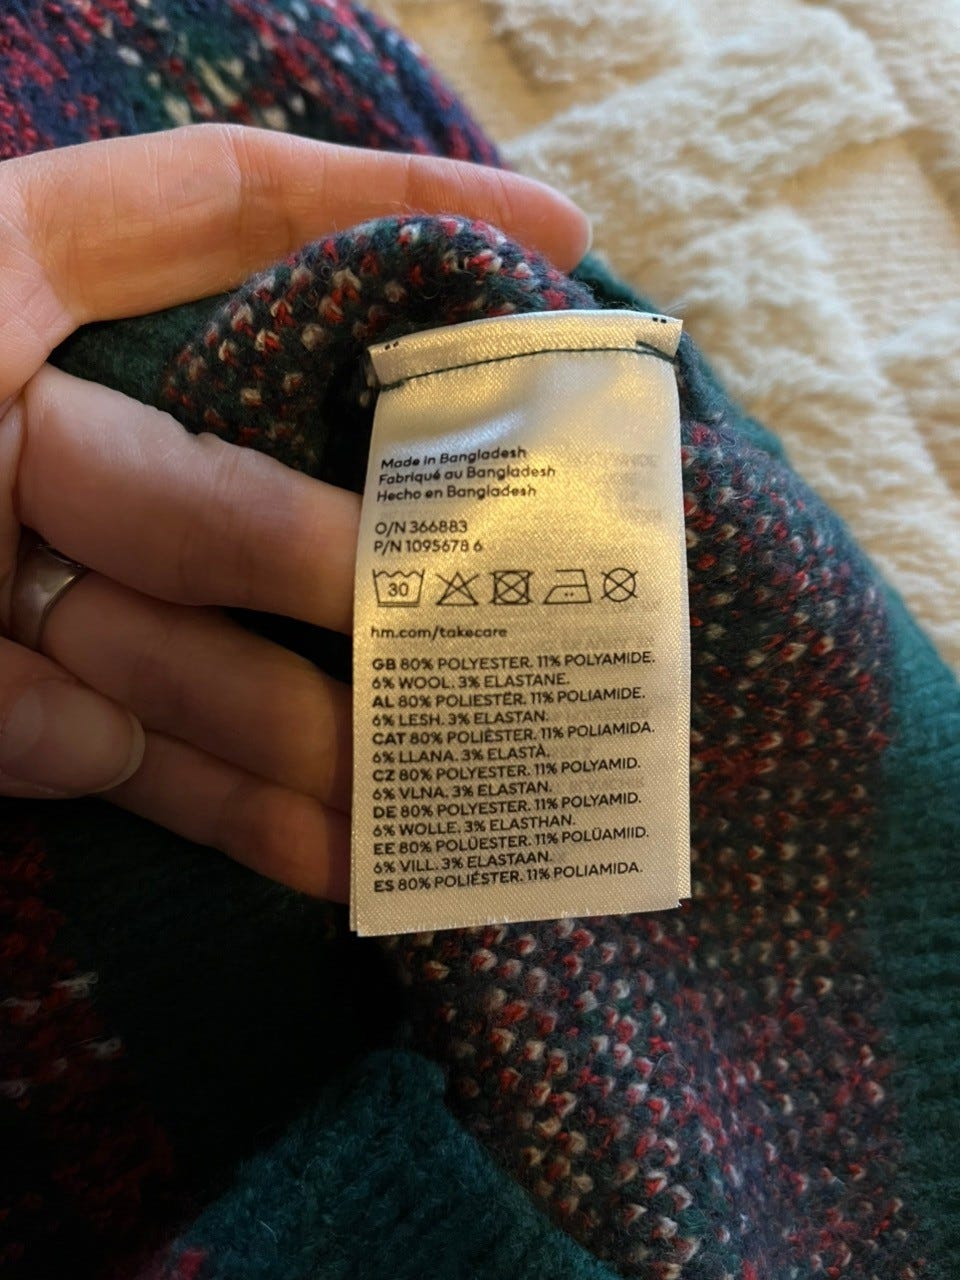 Made in Bangladesh
Fabriqué au Bangladesh
Hecho en Bangladesh
O/N 366883
P/N 1095678 6
30
hm.com/takecare
GB 80% POLYESTER. 11% POLYAMIDE.
6% WOOL. 3% ELASTANE.
AL 80% POLIESTËR. 11% POLIAMIDE.
6% LESH. 3% ELASTAN.
CAT 80% POLIÈSTER. 11% POLIAMIDA.
6% LLANA. 3% ELASTÀ.
CZ 80% POLYESTER. 11% POLYAMID.
6% VLNA. 3% ELASTAN.
DE 80% POLYESTER. 11% POLYAMID.
6% WOLLE. 3% ELASTHAN.
EE 80% POLÜESTER. 11% POLÜAMIID.
6% VILL. 3% ELASTAAN.
ES 80% POLIÉSTER. 11% POLIAMIDA.